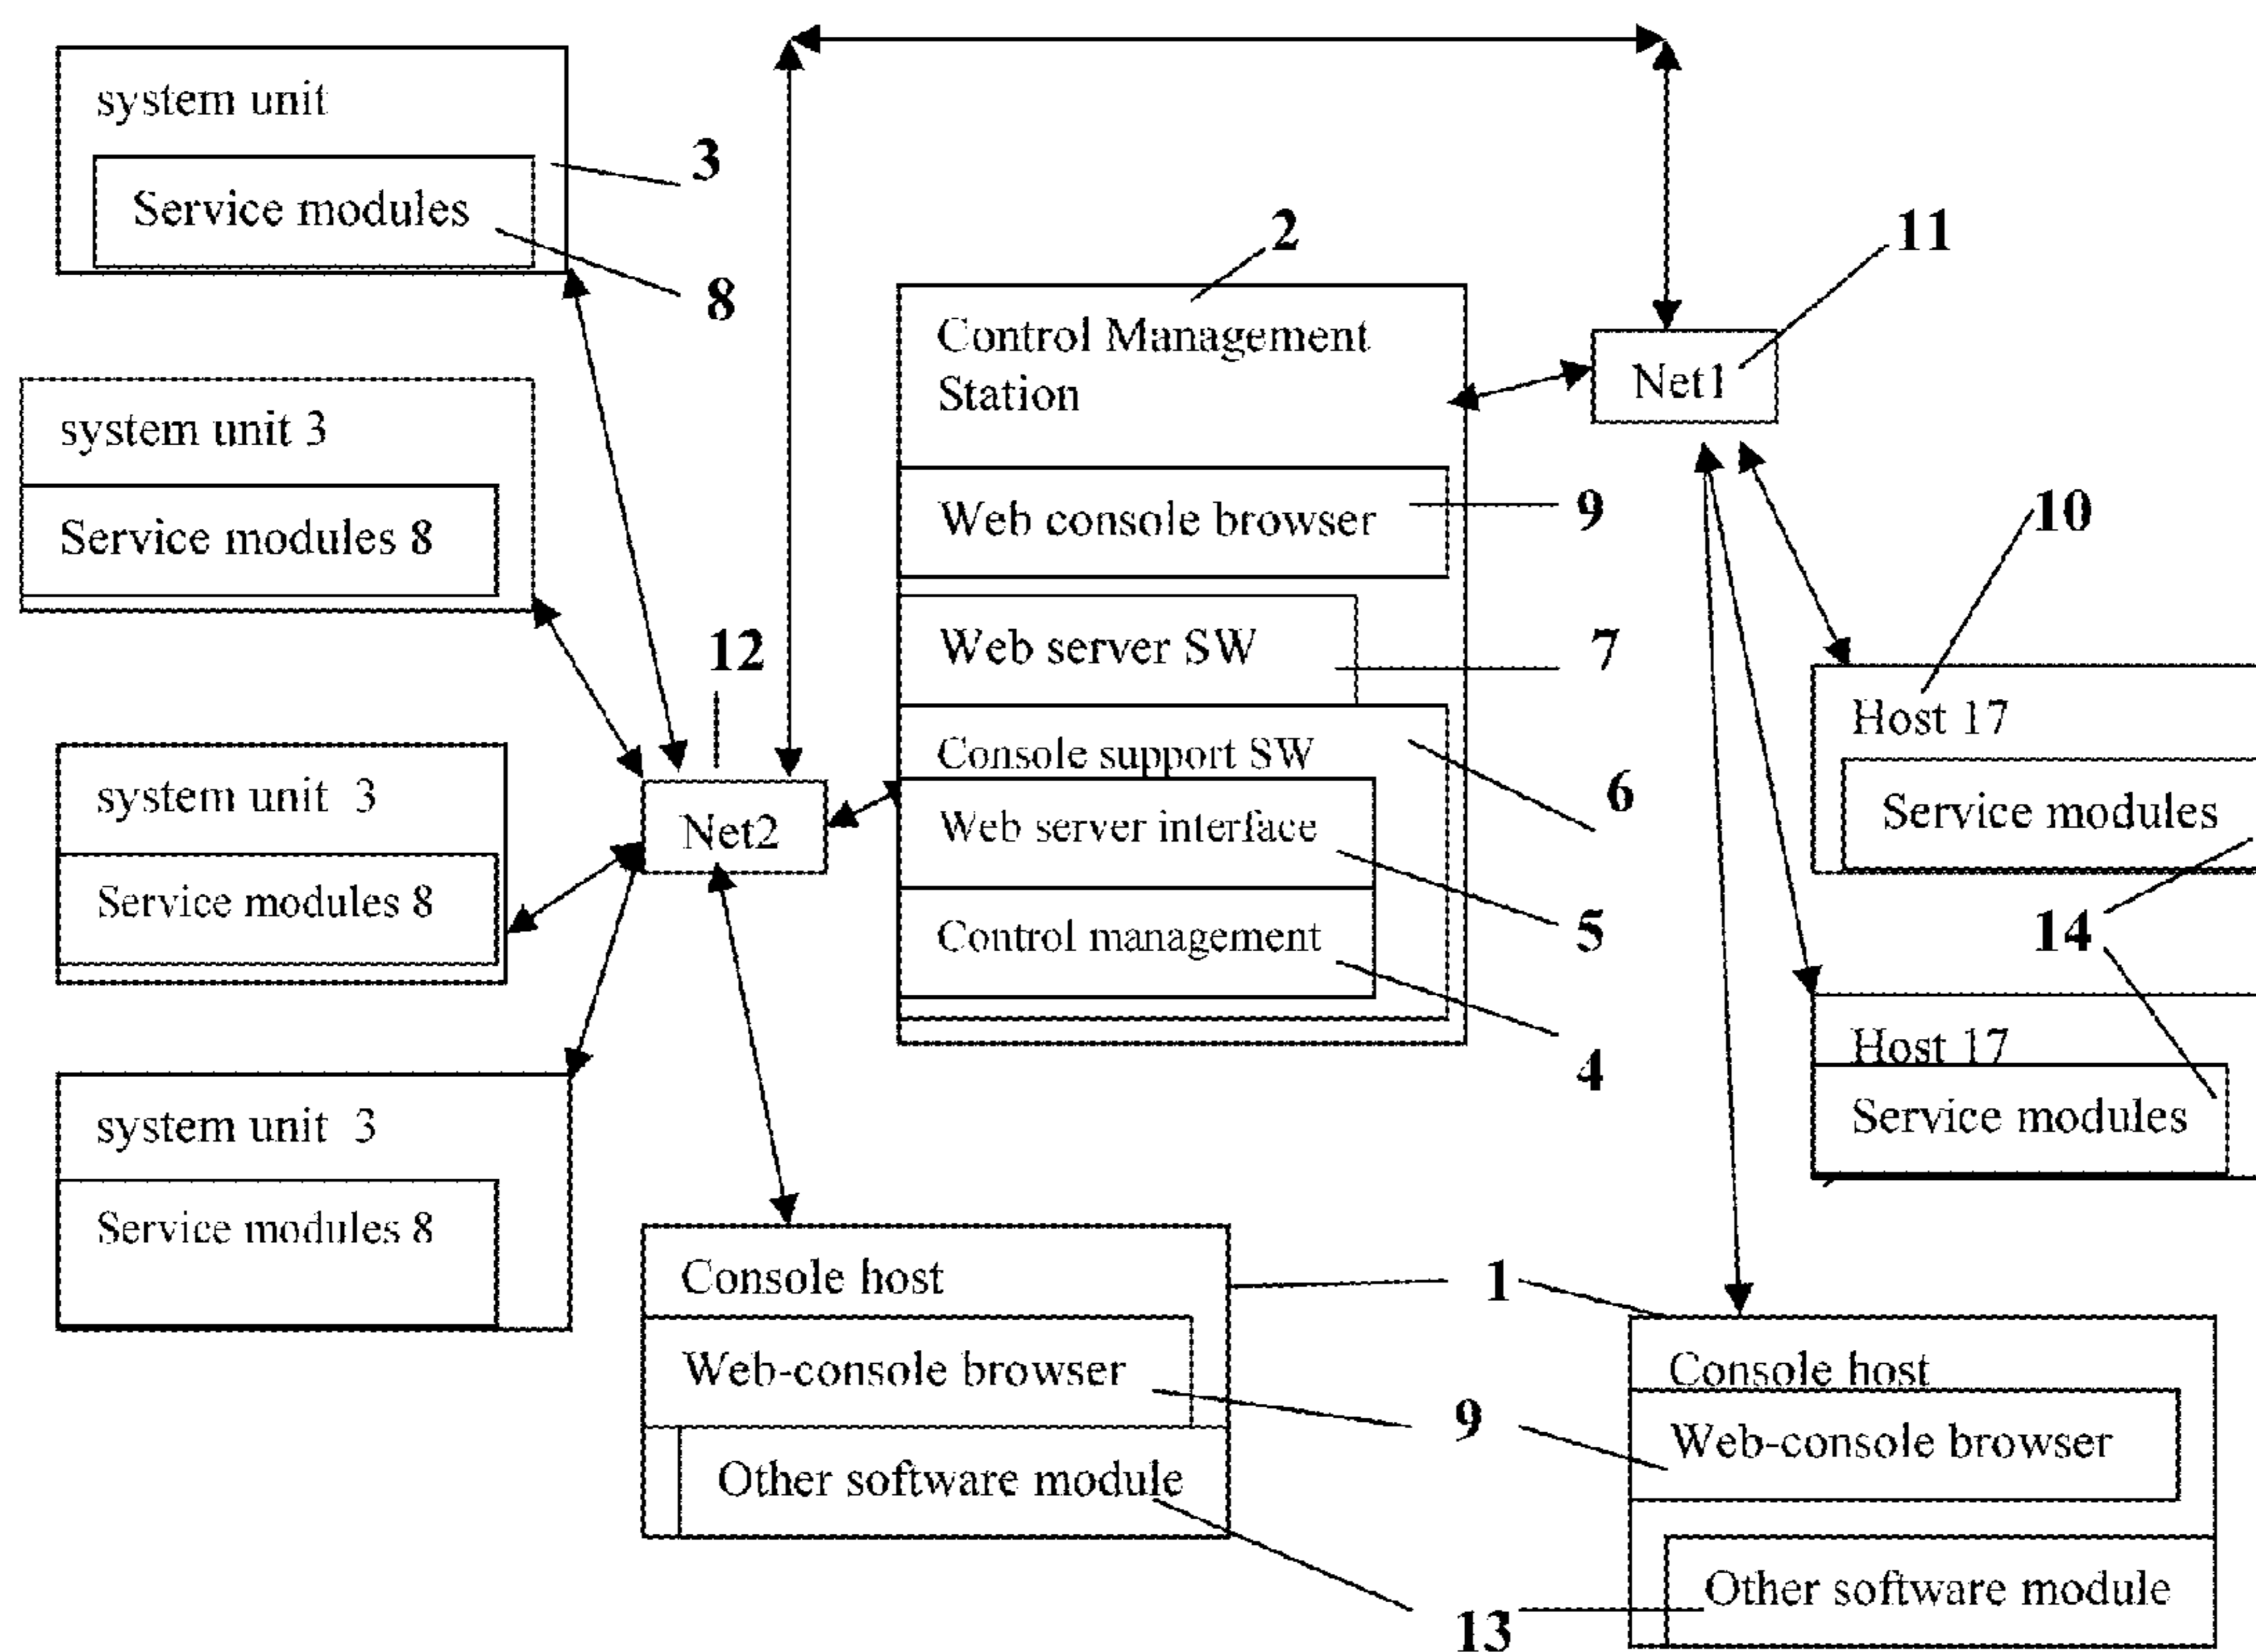 system unit
3
Service modules
8
system unit 3
Service modules 8
system unit 3
Service modules 8
system unit 3
Service modules 8
12
Net2
2
Control Management
Station
Web console browser
9
Web server SW
7
Console support SW
6
Web server interface
5
Control management
4
11
Net1
10
Host 17
Service modules
14
Host 17
Service modules
Console host
1
Web-console browser
9
Other software module
13
Console host
Web-console browser
Other software module